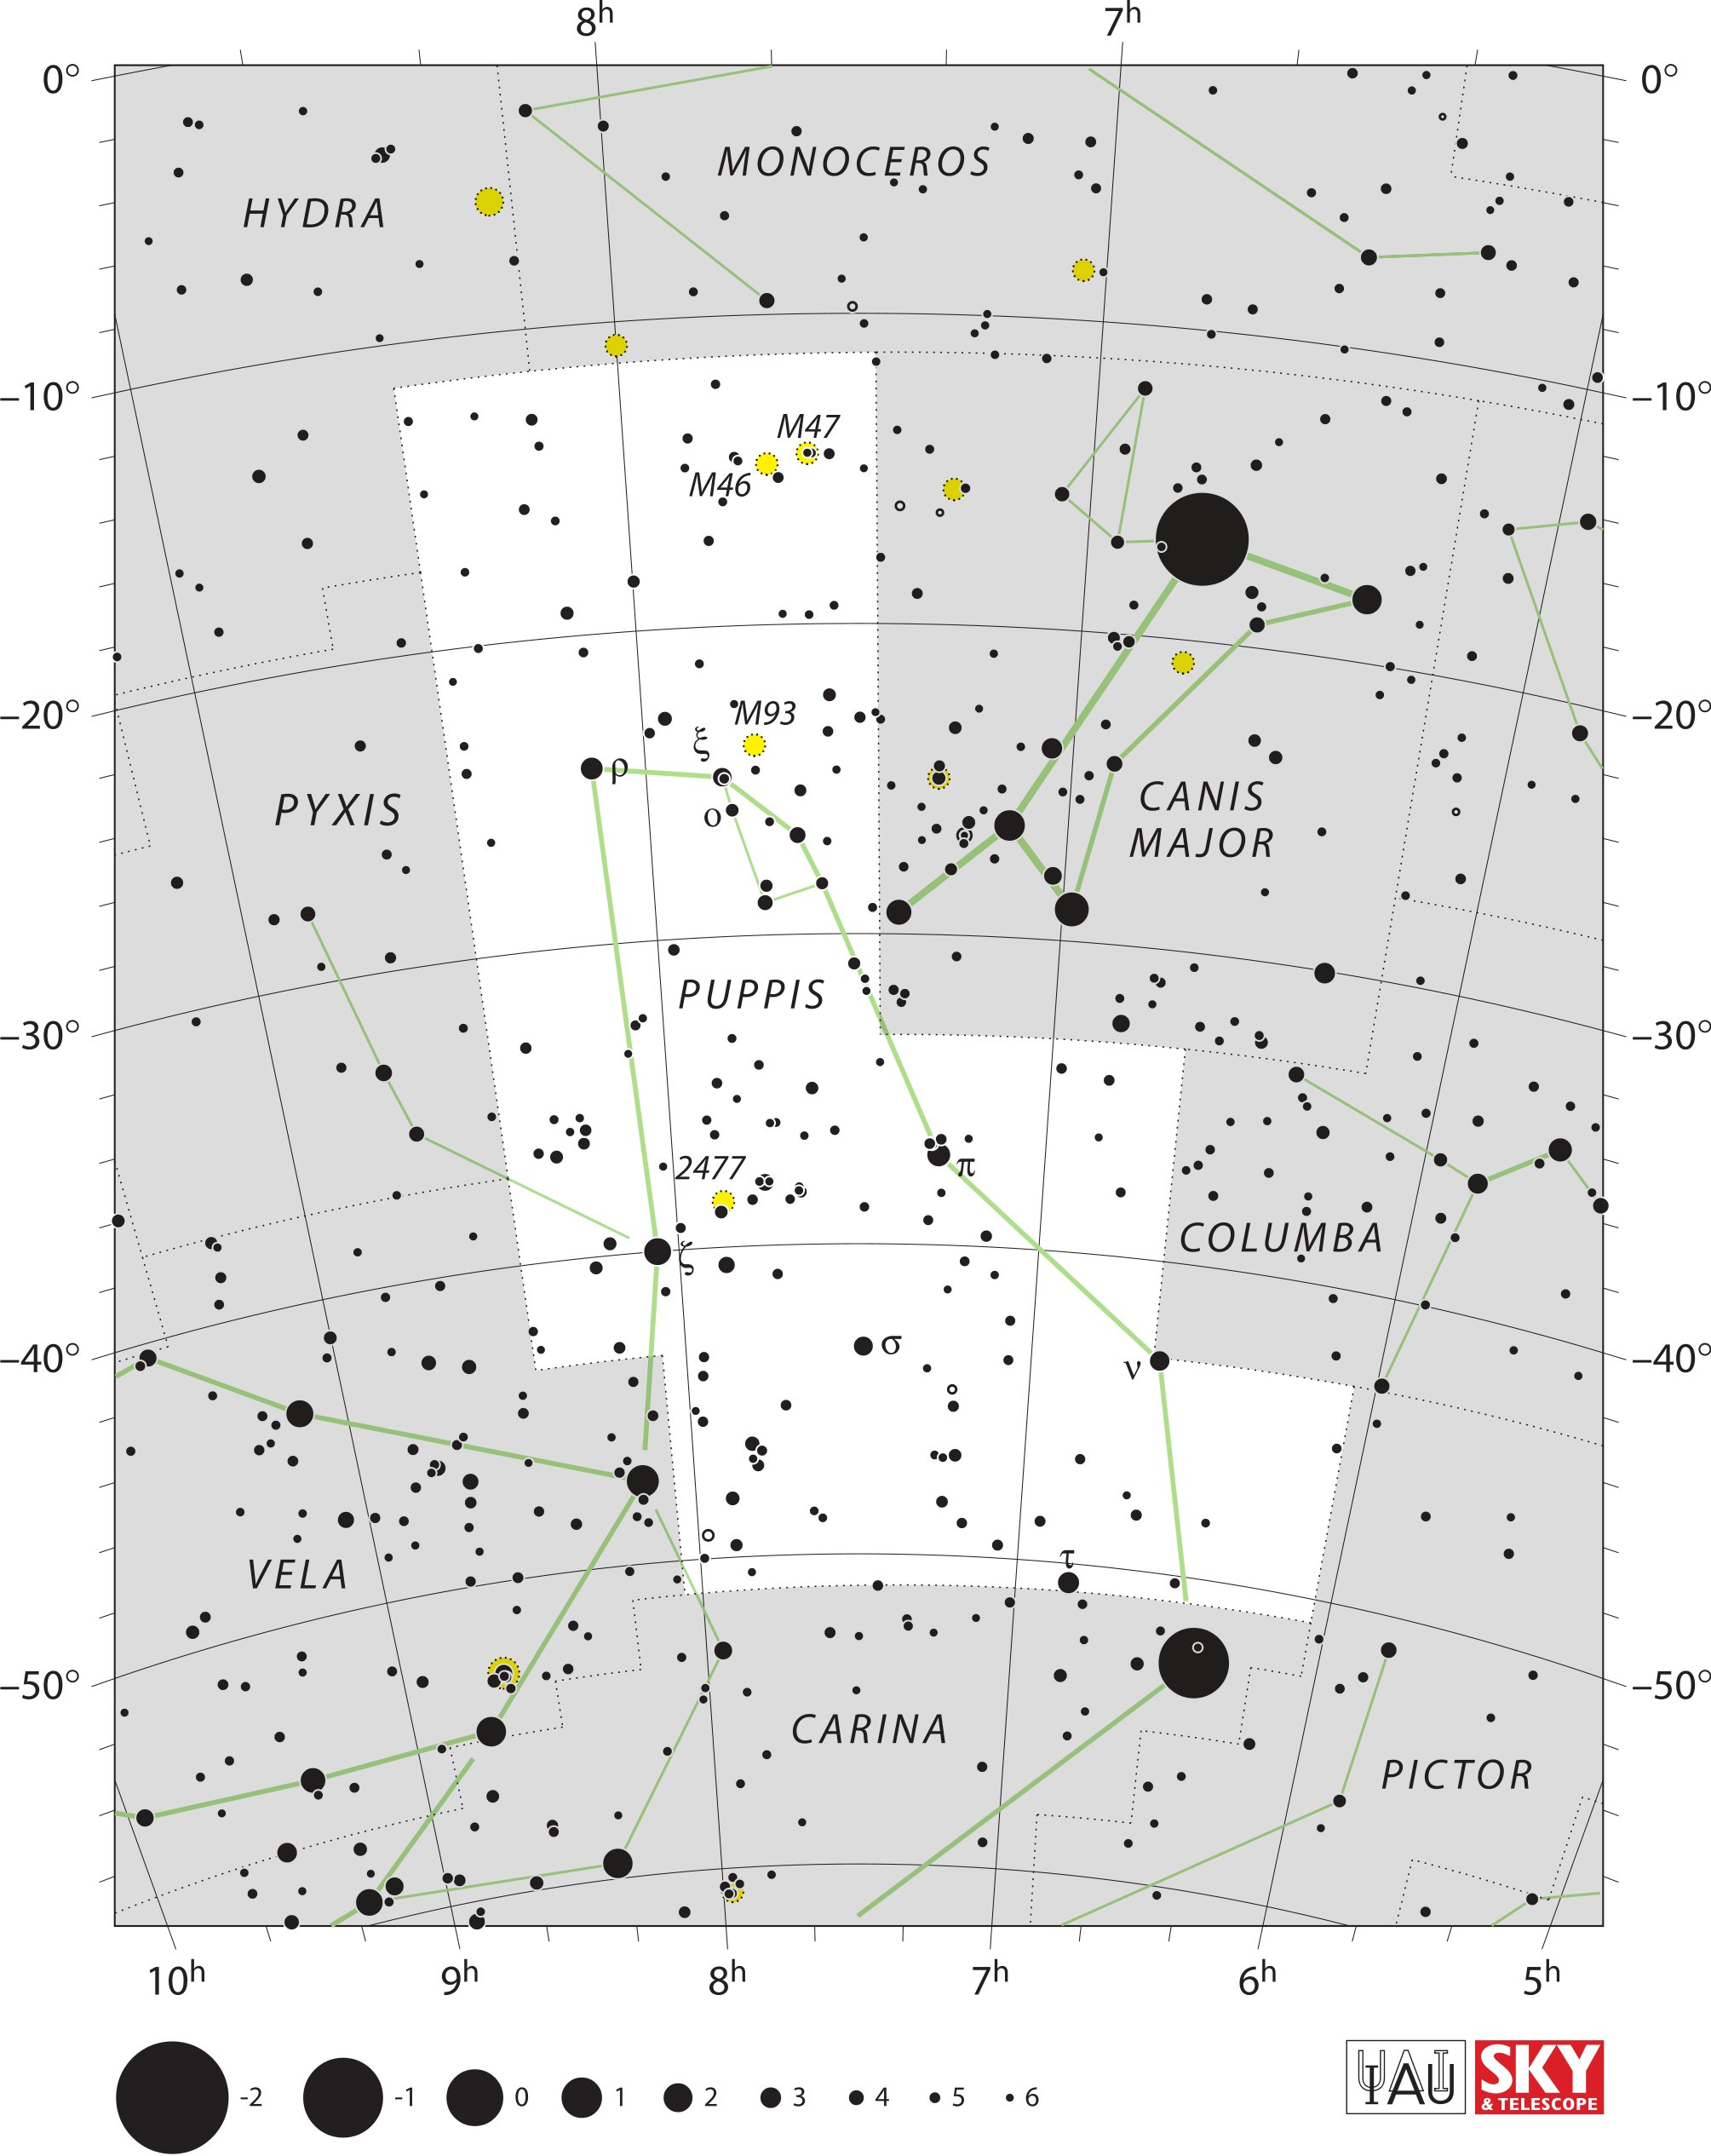 8h 7h
0° 0°
MONOCEROS
HYDRA
–10° –10°
M47
M46
–20° –20°
M93
ξ
ρ
ο
PYXIS
CANIS
MAJOR
PUPPIS
–30° –30°
π
2477
COLUMBA
ζ
σ
–40° –40°
ν
τ
VELA
–50° –50°
CARINA
PICTOR
10h 9h 8h 7h 6h 5h
-2 -1 0 1 2 3 4 5 6
IAU
SKY
& TELESCOPE